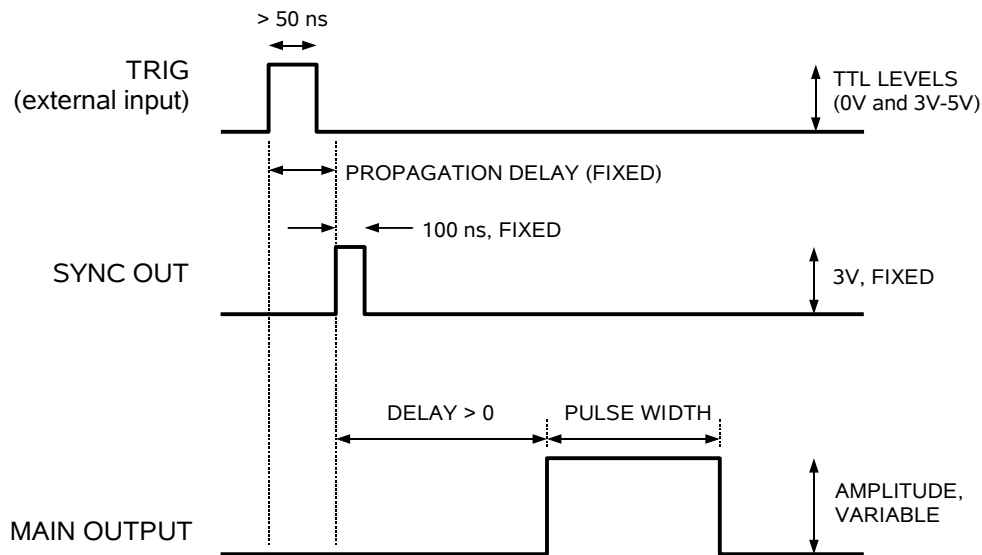 > 50 ns
TRIG
(external input)
TTL LEVELS
(0V and 3V-5V)
PROPAGATION DELAY (FIXED)
100 ns, FIXED
SYNC OUT
3V, FIXED
DELAY > 0
PULSE WIDTH
AMPLITUDE,
VARIABLE
MAIN OUTPUT